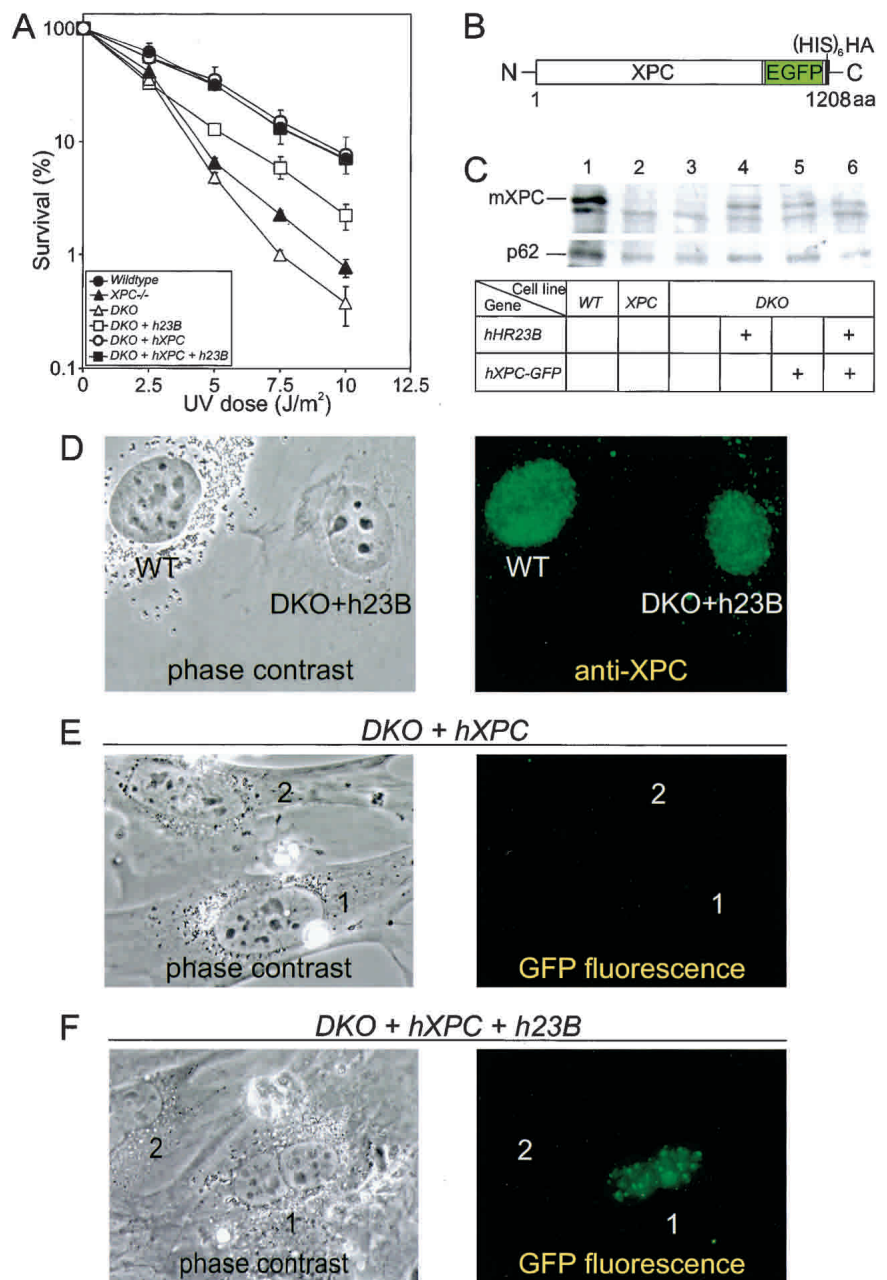 A
Survival (%)
100
10
1
0.1
Wildtype
XPC-/-
DKO
DKO + h23B
DKO + hXPC
DKO + hXPC + h23B
0 2.5 5 7.5 10 12.5
UV dose (J/m²)
B
(HIS)₆HA
N XPC EGFP C
1 1208aa
C
1 2 3 4 5 6
mXPC
p62
Cell line
Gene
WT XPC DKO
hHR23B + +
hXPC-GFP + +
D
WT
DKO+h23B
phase contrast
WT
DKO+h23B
anti-XPC
E
DKO + hXPC
2
1
phase contrast
2
1
GFP fluorescence
F
DKO + hXPC + h23B
2
1
phase contrast
2
1
GFP fluorescence